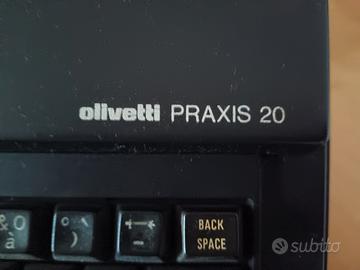 olivetti PRAXIS 20
& O
à
BACK
SPACE
subito